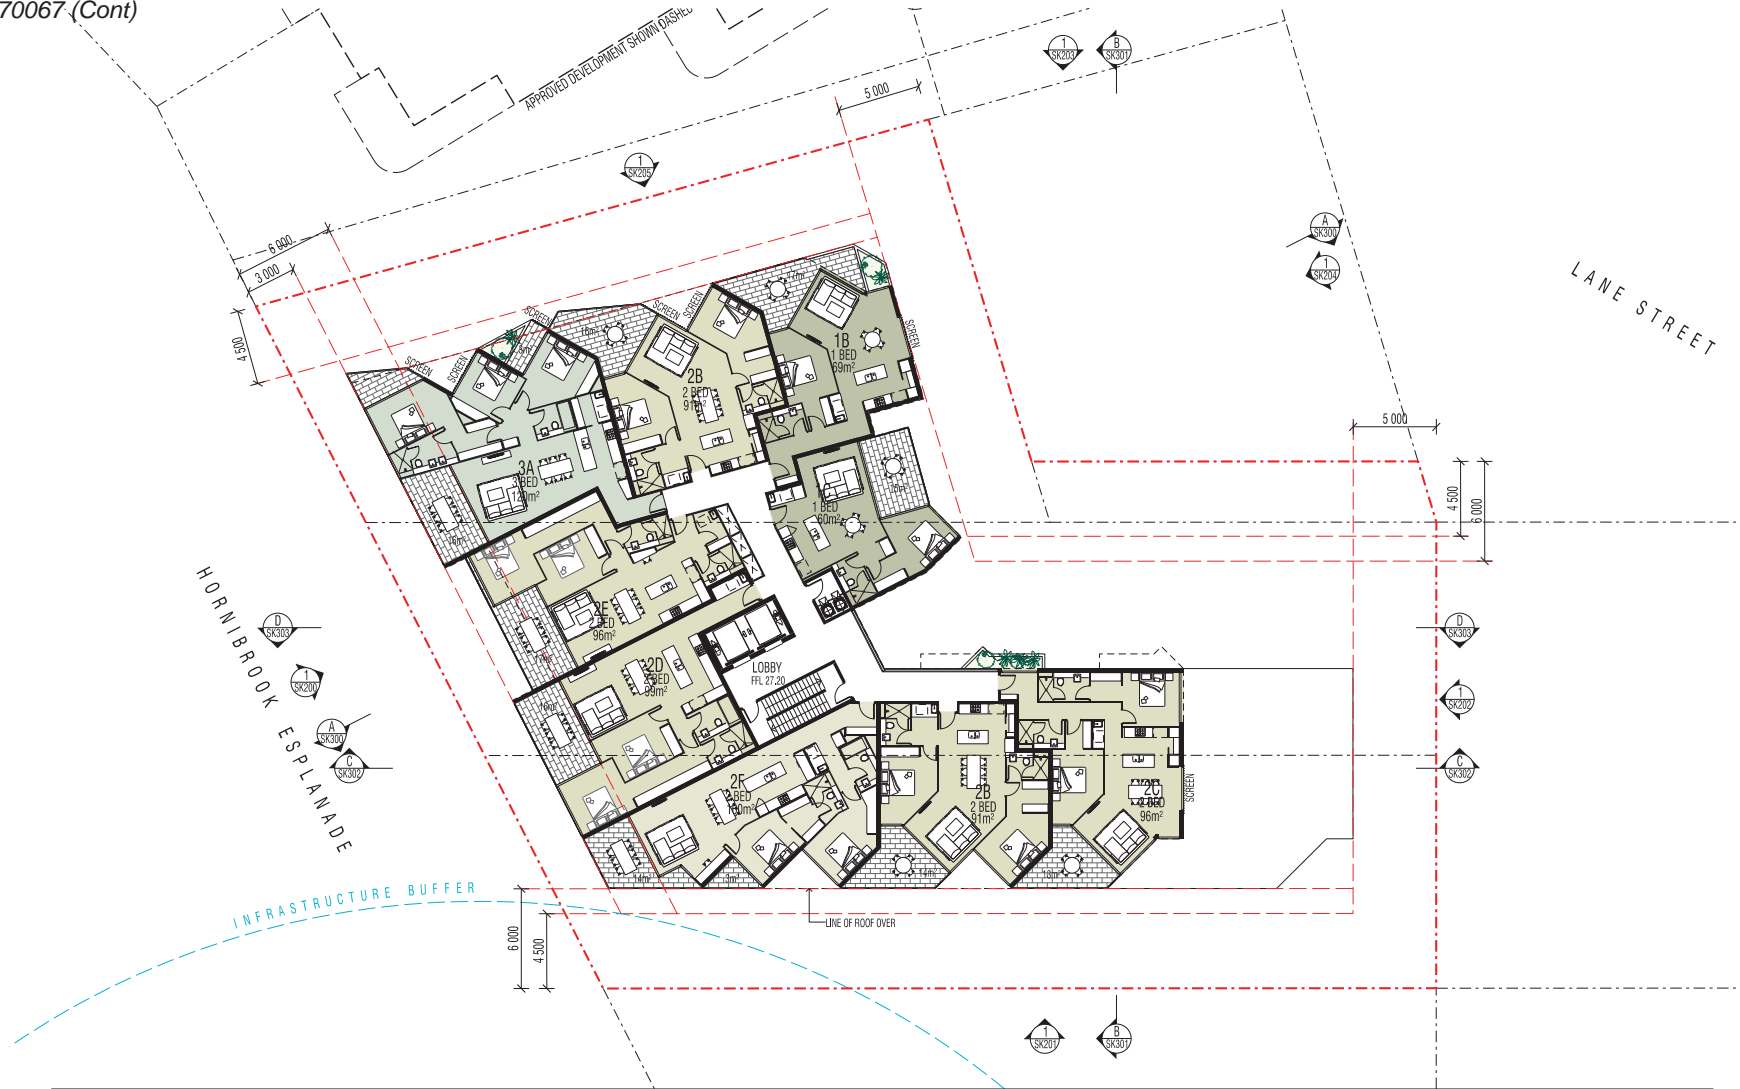 70067 (Cont)
APPROVED DEVELOPMENT SHOWN DASHED
1
SK203
B
SK301
5 000
1
SK205
A
SK300
1
SK204
LANE STREET
6 000
3 000
4 500
SCREEN
SCREEN
SCREEN
SCREEN
SCREEN
SCREEN
1B
1 BED
69m²
2B
2 BED
91m²
3A
3 BED
1 BED
60m²
5 000
4 500
6 000
HORNIBROOK ESPLANADE
D
SK303
1
SK200
A
SK300
C
SK302
2E
2 BED
96m²
2D
2 BED
99m²
LOBBY
FFL 27.20
2F
2B
2 BED
91m²
2C
2 BED
96m²
SCREEN
D
SK303
1
SK202
C
SK302
INFRASTRUCTURE BUFFER
LINE OF ROOF OVER
6 000
4 500
1
SK201
B
SK301